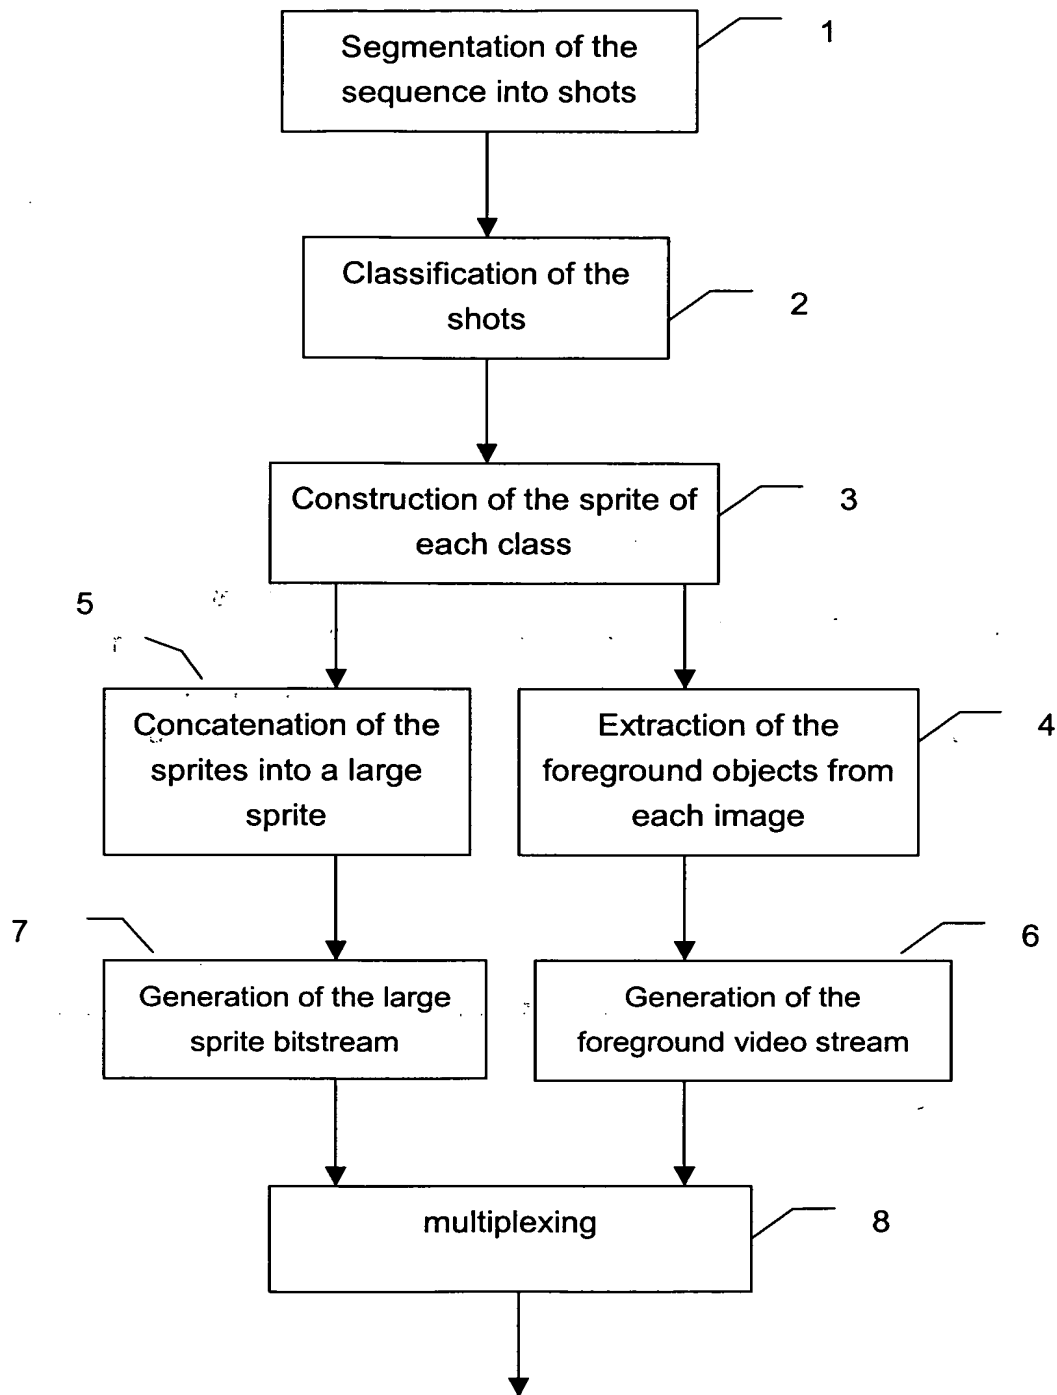 Segmentation of the
sequence into shots
1
Classification of the
shots
2
Construction of the sprite of
each class
3
5
Concatenation of the
sprites into a large
sprite
Extraction of the
foreground objects from
each image
4
7
Generation of the large
sprite bitstream
Generation of the
foreground video stream
6
multiplexing
8